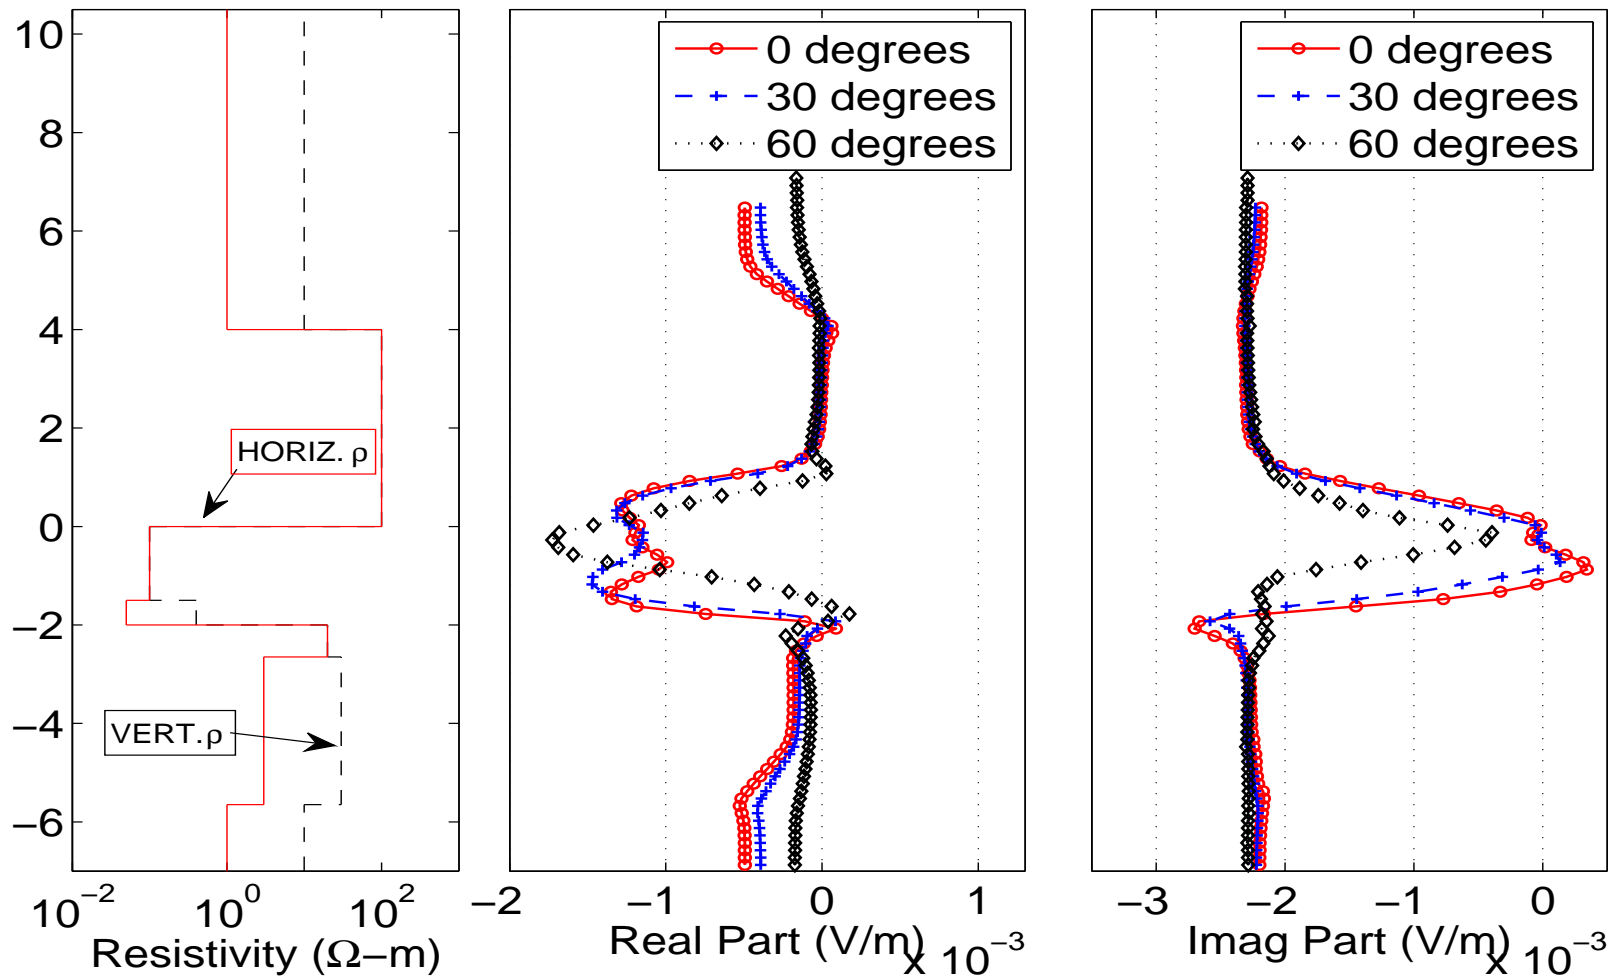 10
8
6
4
2
0
−2
−4
−6
HORIZ. ρ
VERT.ρ
10−2
100
102
Resistivity (Ω−m)
0 degrees
30 degrees
60 degrees
−2
−1
0
1
Real Part (V/m)
x 10−3
0 degrees
30 degrees
60 degrees
−3
−2
−1
0
Imag Part (V/m)
x 10−3